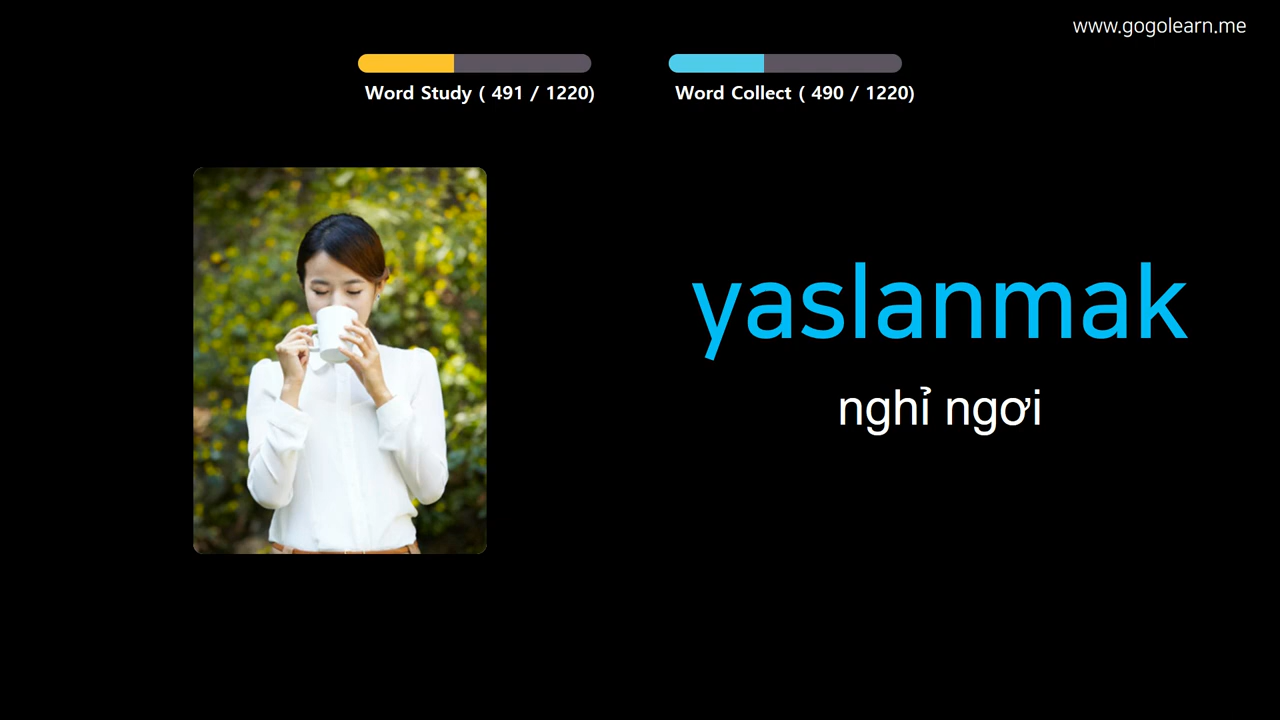 www.gogolearn.me
Word Study ( 491 / 1220)
Word Collect ( 490 / 1220)
yaslanmak
nghỉ ngơi